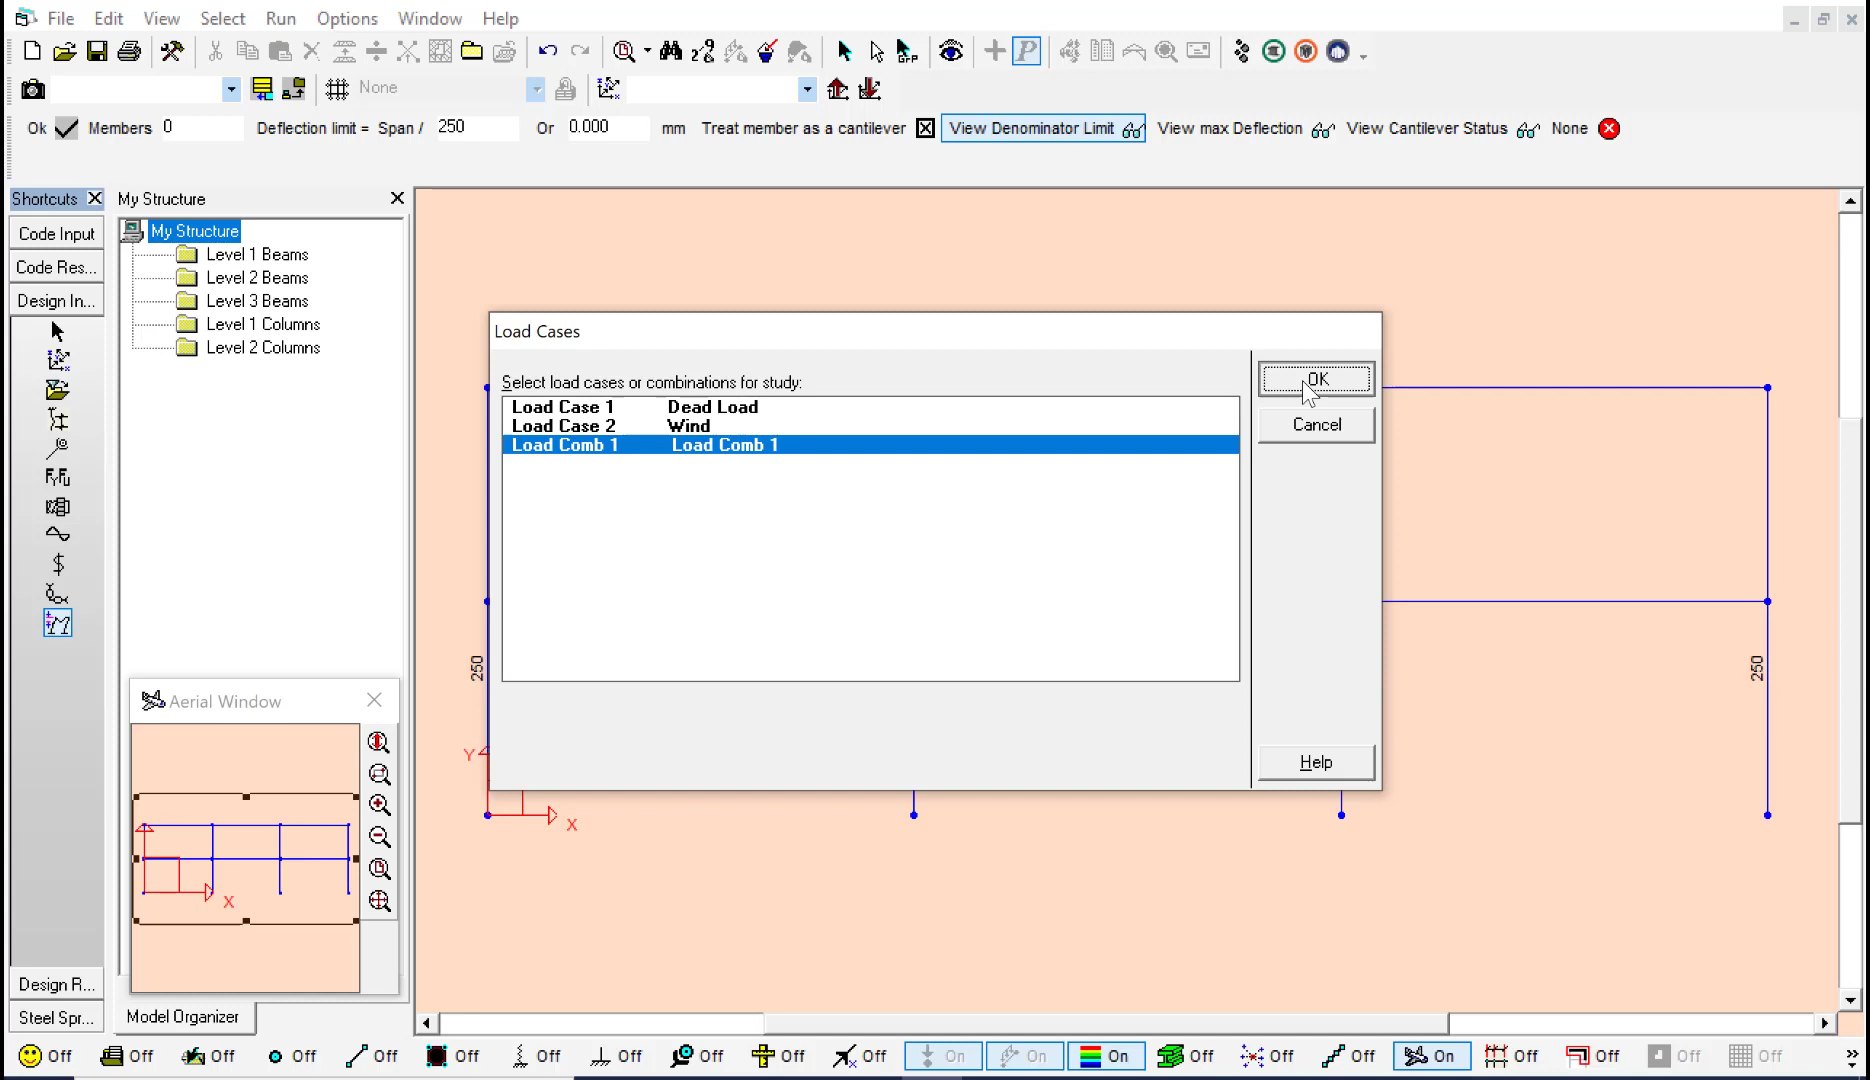 File Edit View Select Run Options Window Help
None
Ok Members 0 Deflection limit = Span / 250 Or 0.000 mm Treat member as a cantilever View Denominator Limit View max Deflection View Cantilever Status None
Shortcuts
My Structure
Code Input
Code Res...
Design In...
My Structure
Level 1 Beams
Level 2 Beams
Level 3 Beams
Level 1 Columns
Level 2 Columns
Load Cases
Select load cases or combinations for study:
Load Case 1 Dead Load
Load Case 2 Wind
Load Comb 1 Load Comb 1
OK
Cancel
Help
250
250
Y
X
Aerial Window
X
Design R...
Steel Spr...
Model Organizer
Off Off Off Off Off Off Off Off Off Off Off On On On Off Off Off On Off Off Off Off